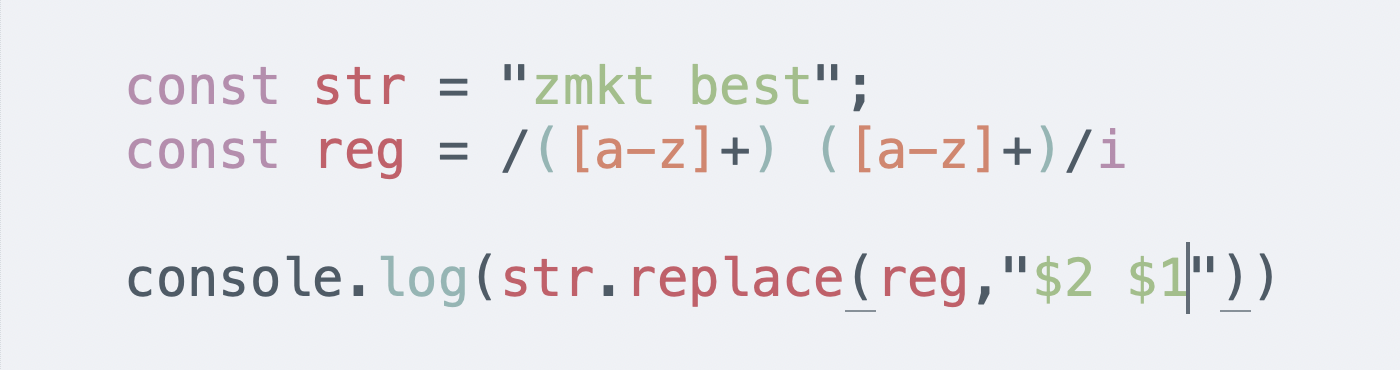 const str = "zmkt best";
const reg = /([a-z]+) ([a-z]+)/i
console.log(str.replace(reg,"$2 $1"))